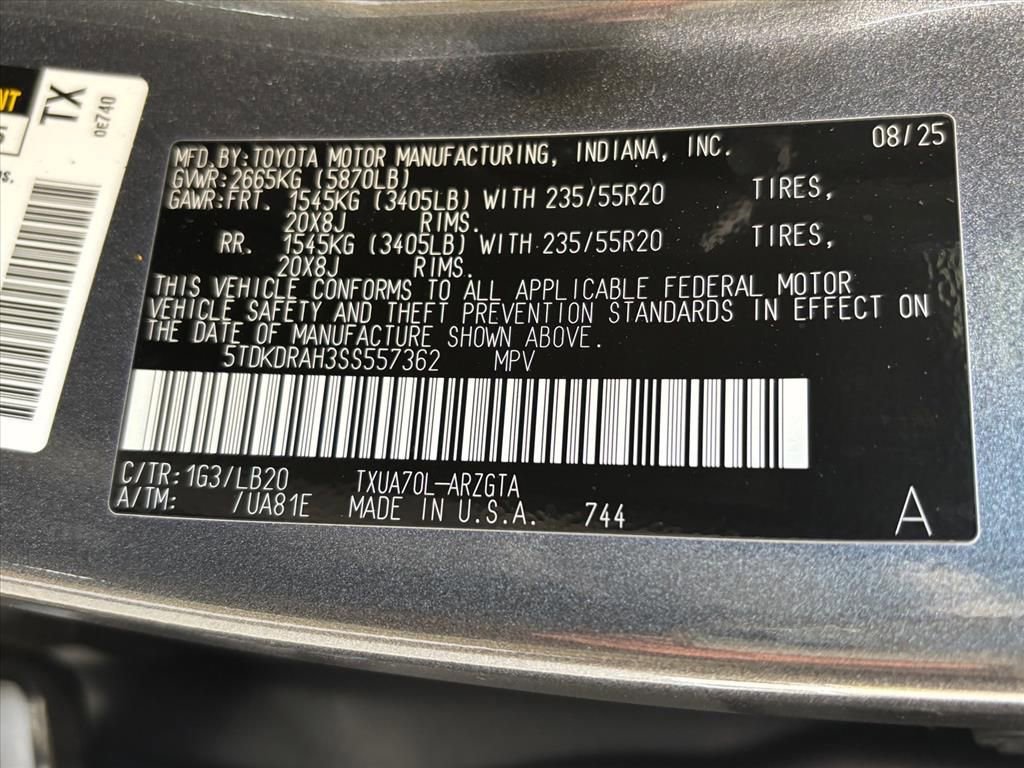 NT
TX
0E740
MFD.BY:TOYOTA MOTOR MANUFACTURING, INDIANA, INC. 08/25
GVWR:2665KG (5870LB)
GAWR:FRT. 1545KG (3405LB) WITH 235/55R20 TIRES,
20X8J RIMS.
RR. 1545KG (3405LB) WITH 235/55R20 TIRES,
20X8J RIMS.
THIS VEHICLE CONFORMS TO ALL APPLICABLE FEDERAL MOTOR
VEHICLE SAFETY AND THEFT PREVENTION STANDARDS IN EFFECT ON
THE DATE OF MANUFACTURE SHOWN ABOVE.
5TDKDRAH3SS557362 MPV
C/TR:1G3/LB20 TXUA70L-ARZGTA
A/TM: /UA81E MADE IN U.S.A. 744 A